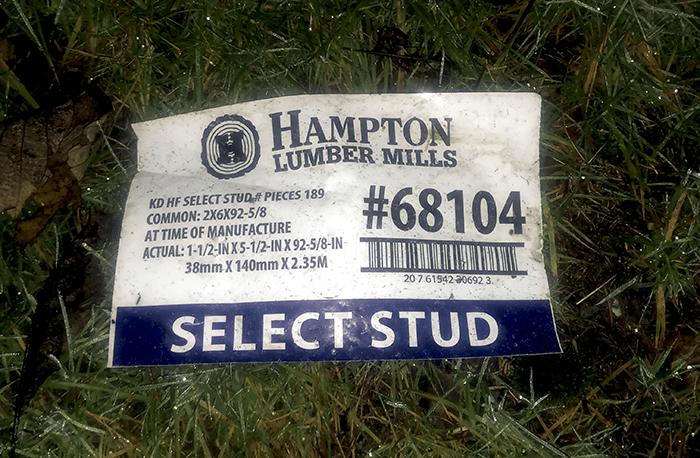 HAMPTON
LUMBER MILLS
KD HF SELECT STUD # PIECES 189
COMMON: 2X6X92-5/8
AT TIME OF MANUFACTURE
ACTUAL: 1-1/2-IN X 5-1/2-IN X 92-5/8-IN
38mm X 140mm X 2.35M
#68104
20 7 61542 30692 3
SELECT STUD